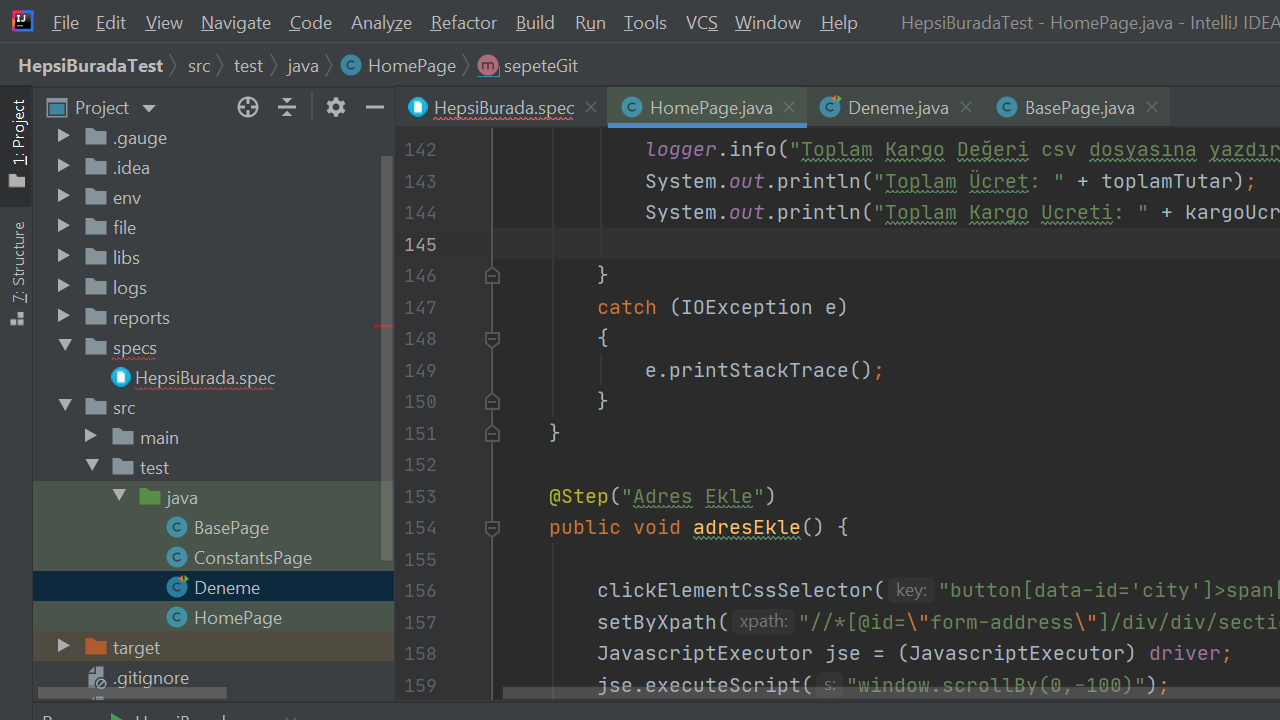 File Edit View Navigate Code Analyze Refactor Build Run Tools VCS Window Help HepsiBuradaTest - HomePage.java - IntelliJ IDEA
HepsiBuradaTest src test java HomePage sepeteGit
1: Project
7: Structure
Project
.gauge
.idea
env
file
libs
logs
reports
specs
HepsiBurada.spec
src
main
test
java
BasePage
ConstantsPage
Deneme
HomePage
target
.gitignore
HepsiBurada.spec HomePage.java Deneme.java BasePage.java
142 logger.info("Toplam Kargo Değeri csv dosyasına yazdır
143 System.out.println("Toplam Ücret: " + toplamTutar);
144 System.out.println("Toplam Kargo Ucreti: " + kargoUcr
145
146 }
147 catch (IOException e)
148 {
149 e.printStackTrace();
150 }
151 }
152
153 @Step("Adres Ekle")
154 public void adresEkle() {
155
156 clickElementCssSelector( key: "button[data-id='city']>span[
157 setByXpath( xpath: "//*[@id=\"form-address\"]/div/div/secti
158 JavascriptExecutor jse = (JavascriptExecutor) driver;
159 jse.executeScript( s: "window.scrollBy(0,-100)");